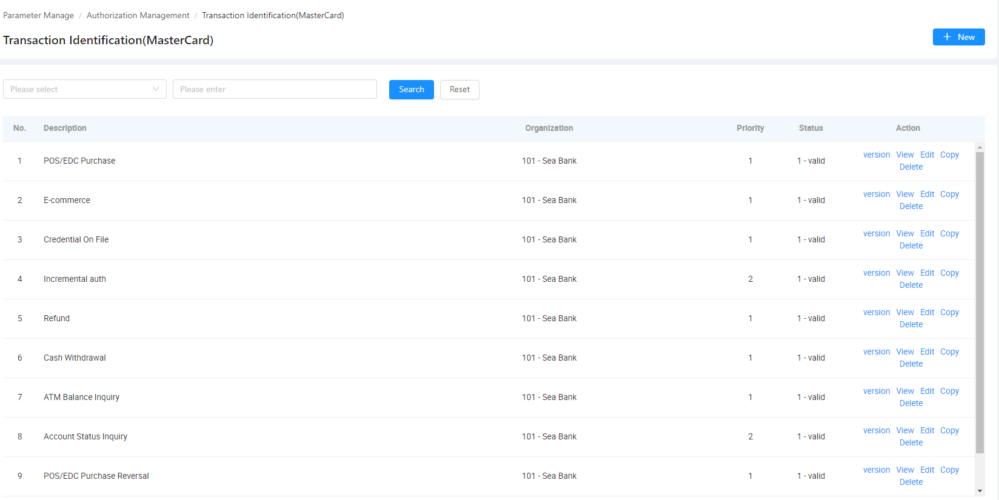 Parameter Manage / Authorization Management / Transaction Identification(MasterCard)
Transaction Identification(MasterCard)
+ New
Please select
Please enter
Search
Reset
No. Description Organization Priority Status Action
1 POS/EDC Purchase 101 - Sea Bank 1 1 - valid version View Edit Copy
Delete
2 E-commerce 101 - Sea Bank 1 1 - valid version View Edit Copy
Delete
3 Credential On File 101 - Sea Bank 1 1 - valid version View Edit Copy
Delete
4 Incremental auth 101 - Sea Bank 2 1 - valid version View Edit Copy
Delete
5 Refund 101 - Sea Bank 1 1 - valid version View Edit Copy
Delete
6 Cash Withdrawal 101 - Sea Bank 1 1 - valid version View Edit Copy
Delete
7 ATM Balance Inquiry 101 - Sea Bank 1 1 - valid version View Edit Copy
Delete
8 Account Status Inquiry 101 - Sea Bank 2 1 - valid version View Edit Copy
Delete
9 POS/EDC Purchase Reversal 101 - Sea Bank 1 1 - valid version View Edit Copy
Delete